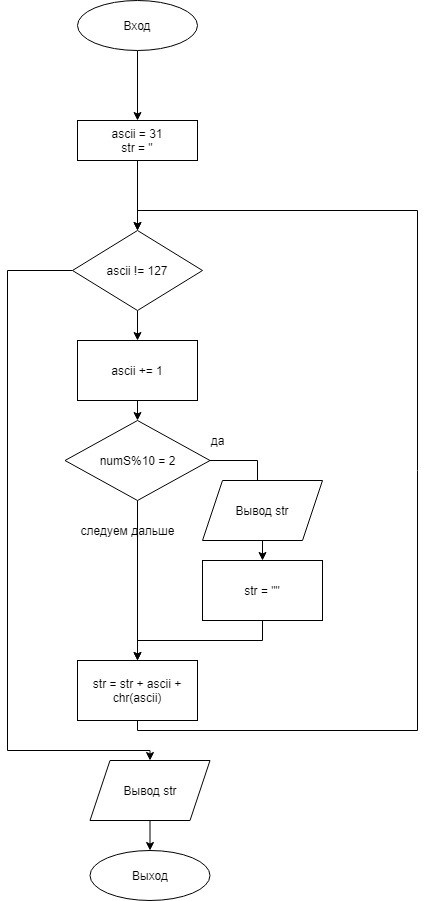 Вход
ascii = 31
str = "
ascii != 127
ascii += 1
numS%10 = 2
да
Вывод str
следуем дальше
str = ""
str = str + ascii +
chr(ascii)
Вывод str
Выход